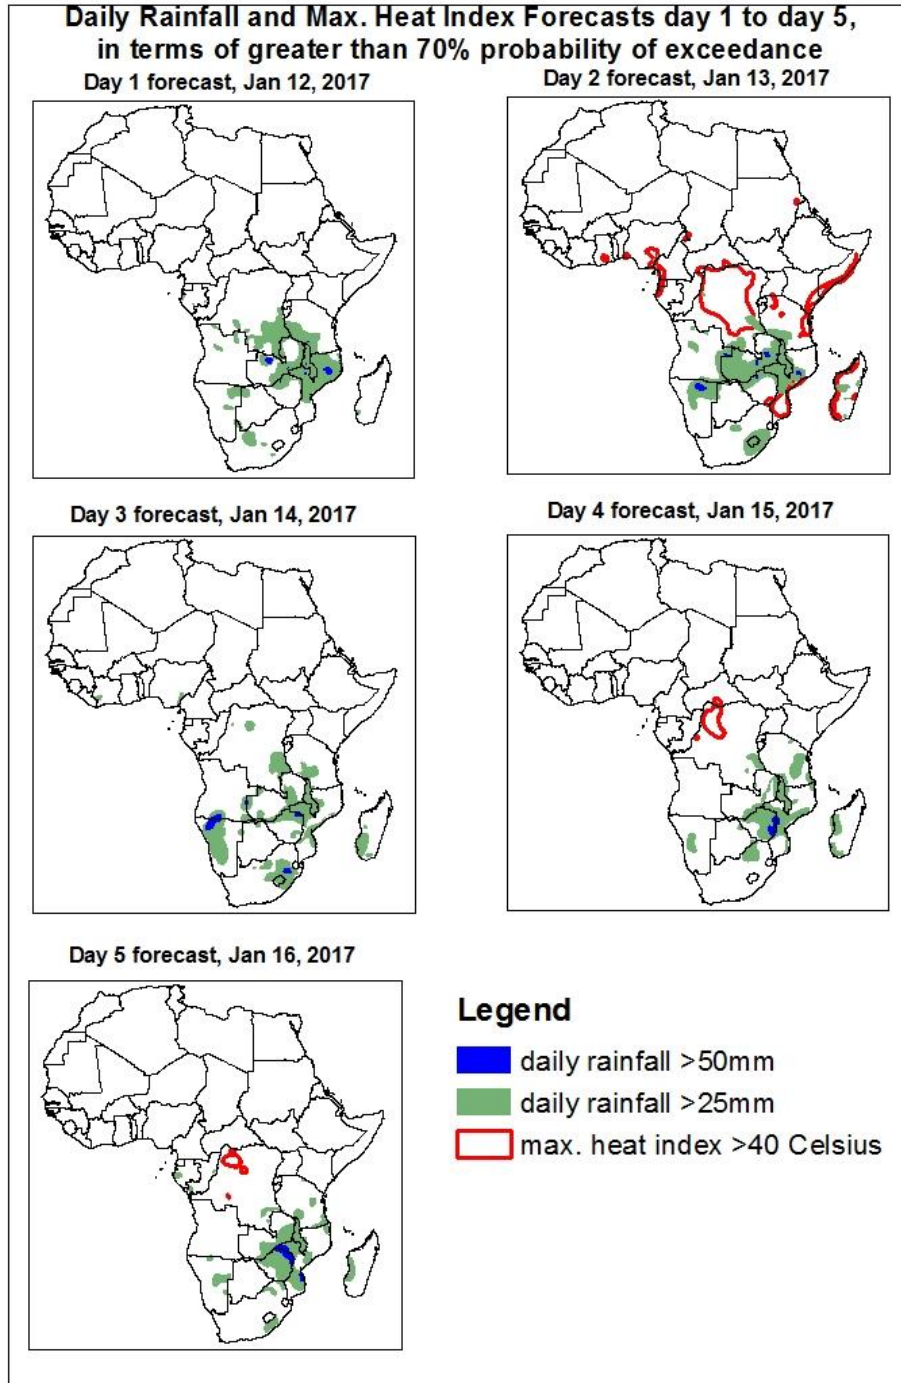 Daily Rainfall and Max. Heat Index Forecasts day 1 to day 5,
in terms of greater than 70% probability of exceedance
Day 1 forecast, Jan 12, 2017
Day 2 forecast, Jan 13, 2017
Day 3 forecast, Jan 14, 2017
Day 4 forecast, Jan 15, 2017
Day 5 forecast, Jan 16, 2017
Legend
daily rainfall >50mm
daily rainfall >25mm
max. heat index >40 Celsius